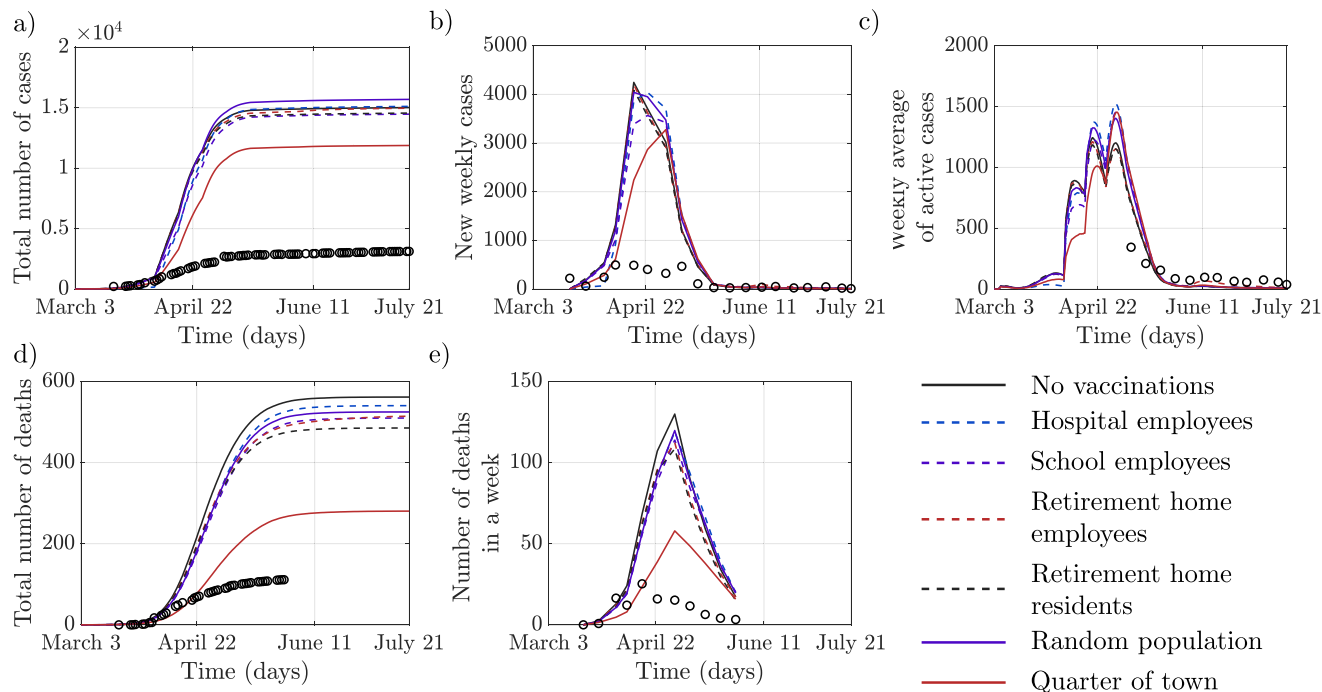 a)
×10⁴
2
1.5
1
0.5
0
Total number of cases
March 3
April 22
June 11
July 21
Time (days)
b)
5000
4000
3000
2000
1000
0
New weekly cases
March 3
April 22
June 11
July 21
Time (days)
c)
2000
1500
1000
500
0
weekly average
of active cases
March 3
April 22
June 11
July 21
Time (days)
d)
600
400
200
0
Total number of deaths
March 3
April 22
June 11
July 21
Time (days)
e)
150
100
50
0
Number of deaths
in a week
March 3
April 22
June 11
July 21
Time (days)
No vaccinations
Hospital employees
School employees
Retirement home
employees
Retirement home
residents
Random population
Quarter of town